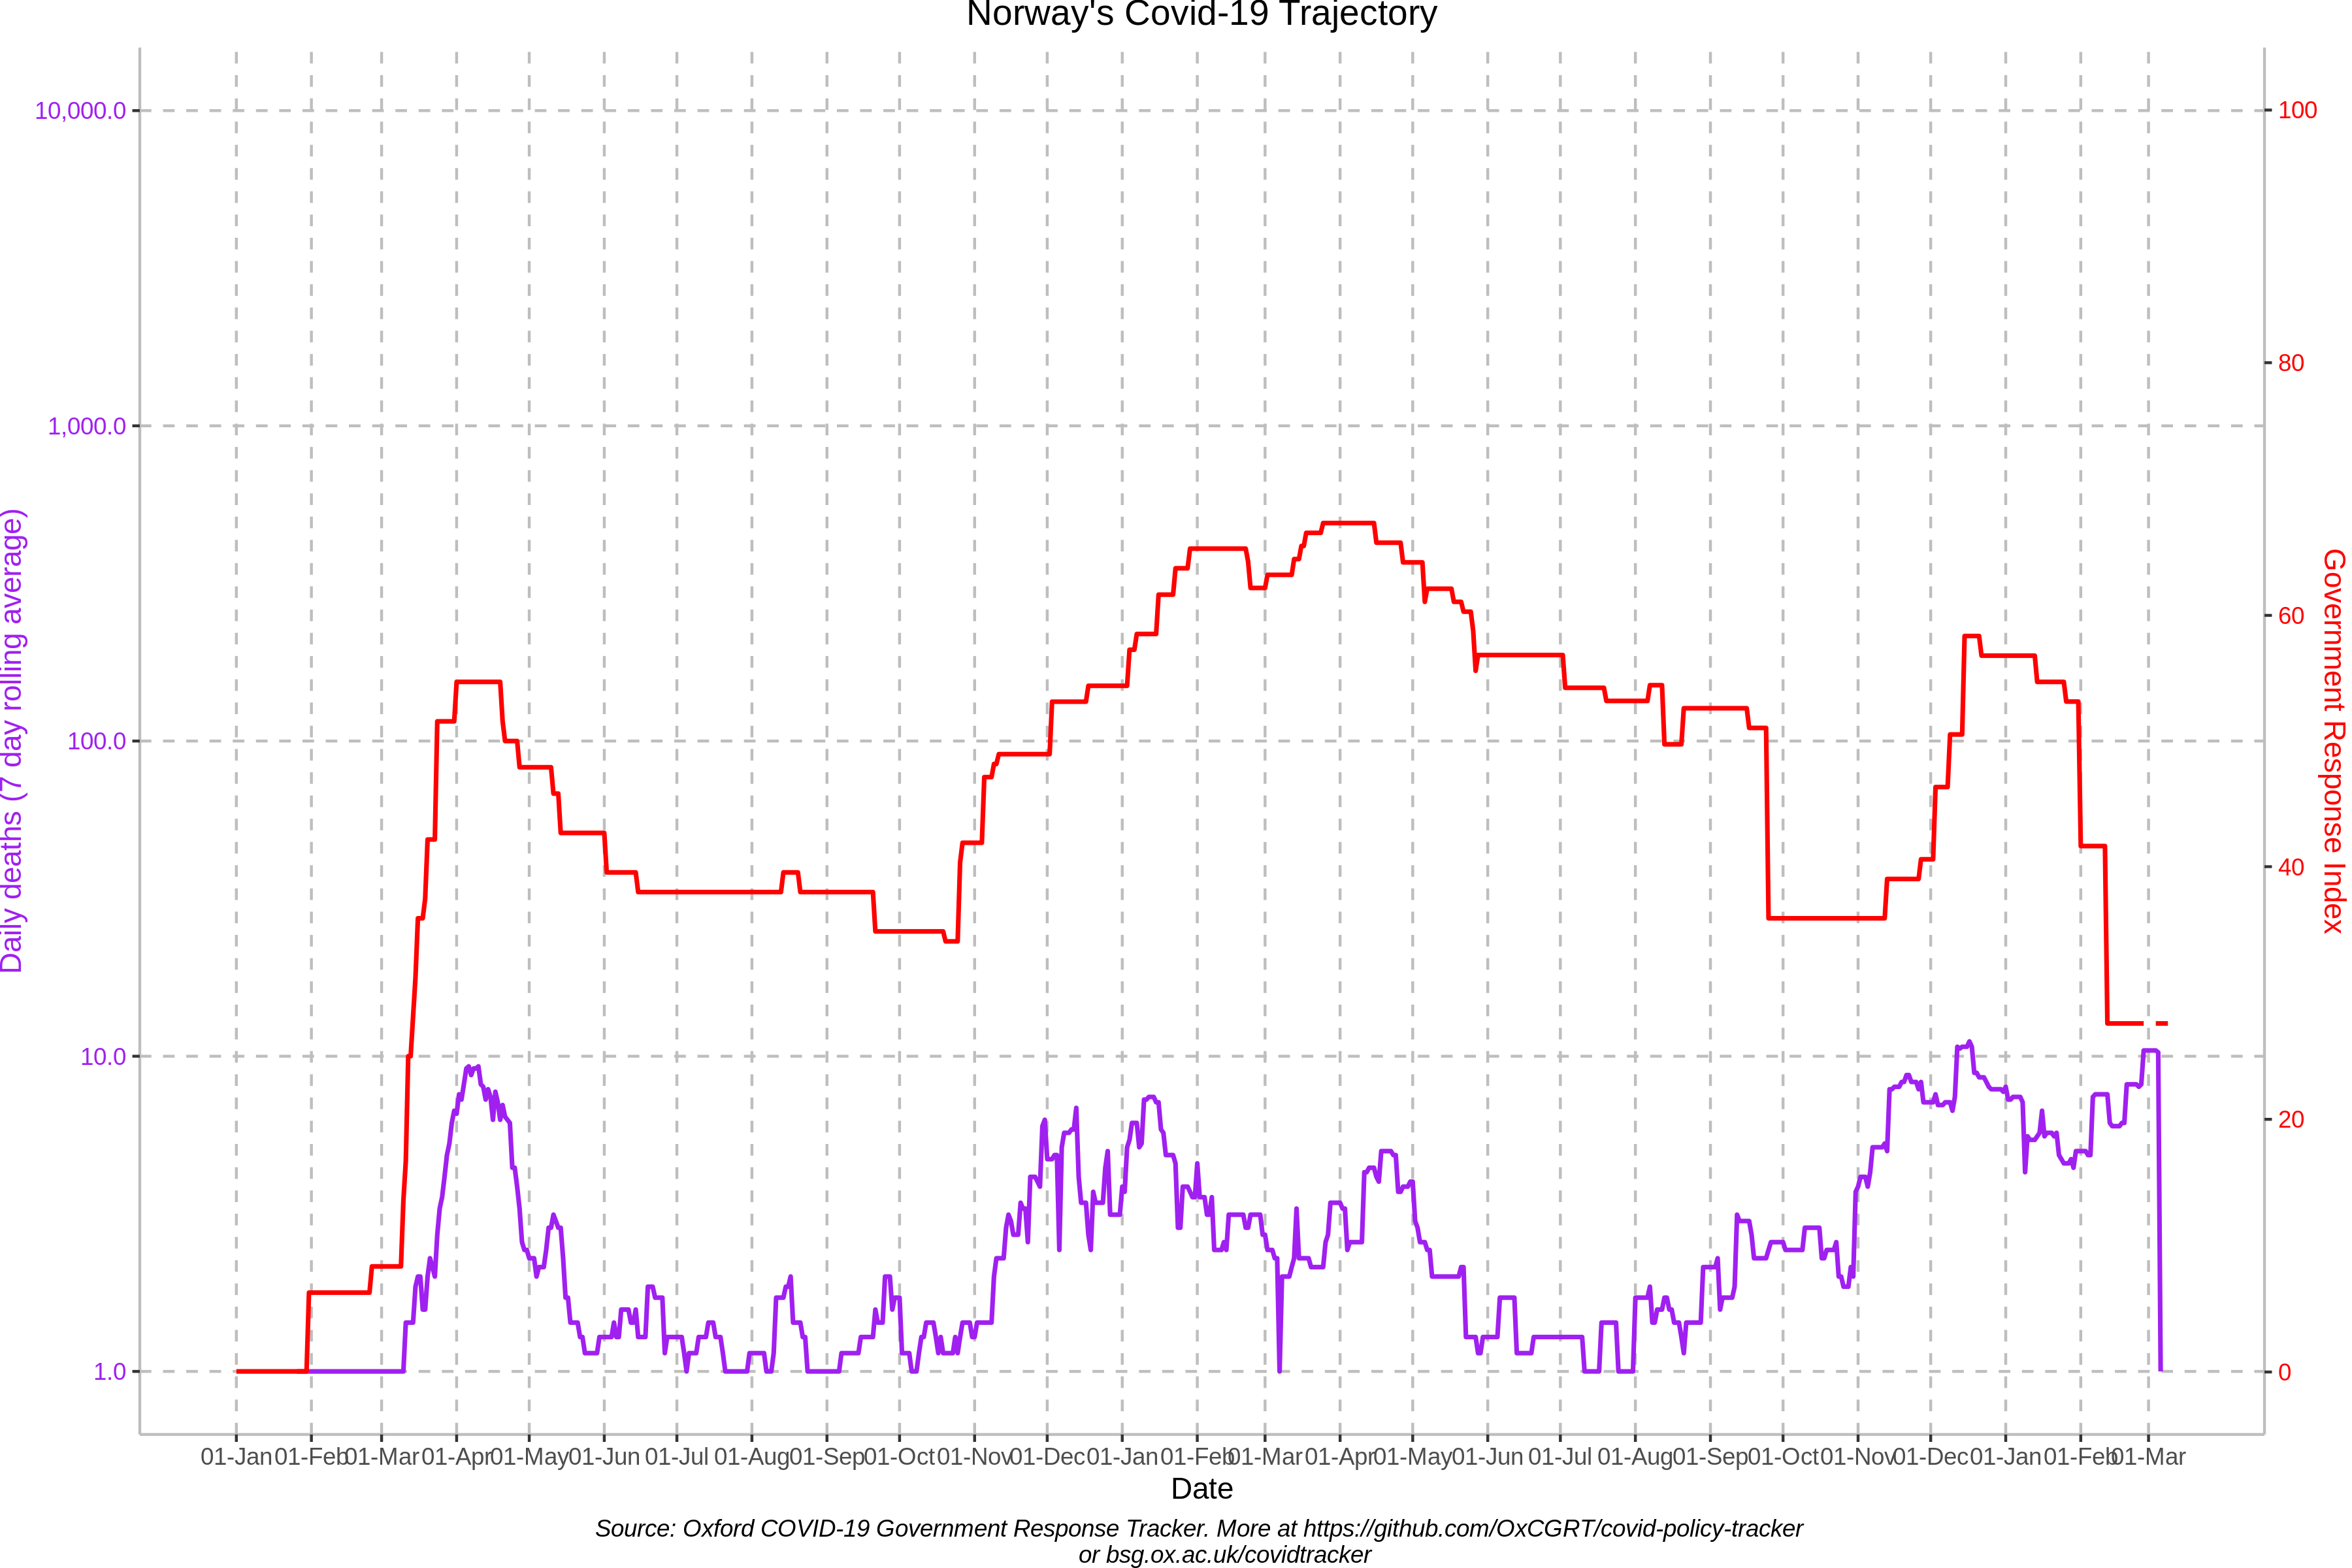 Norway's Covid-19 Trajectory
Daily deaths (7 day rolling average)
10,000.0
1,000.0
100.0
10.0
1.0
Government Response Index
100
80
60
40
20
0
01-Jan 01-Feb 01-Mar 01-Apr 01-May 01-Jun 01-Jul 01-Aug 01-Sep 01-Oct 01-Nov 01-Dec 01-Jan 01-Feb 01-Mar 01-Apr 01-May 01-Jun 01-Jul 01-Aug 01-Sep 01-Oct 01-Nov 01-Dec 01-Jan 01-Feb 01-Mar
Date
Source: Oxford COVID-19 Government Response Tracker. More at https://github.com/OxCGRT/covid-policy-tracker
or bsg.ox.ac.uk/covidtracker